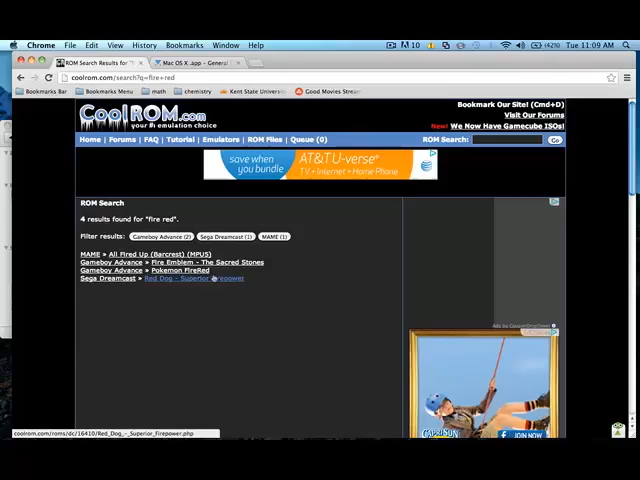 Chrome File Edit View History Bookmarks Window Help 10 (42%) Tue 11:09 AM
ROM Search Results for "f Mac OS X .app - General
coolrom.com/search?q=fire+red
Bookmarks Bar Bookmarks Menu math chemistry Kent State Universi Good Movies Stream
CoolROM.com
your #1 emulation choice
Bookmark Our Site! (Cmd+D)
Visit Our Forums
New! We Now Have Gamecube ISOs!
Home | Forums | FAQ | Tutorial | Emulators | ROM Files | Queue (0)
ROM Search: Go
save when you bundle
AT&T U-verse®
TV • Internet • Home Phone
ROM Search
4 results found for "fire red".
Filter results: Gameboy Advance (2) Sega Dreamcast (1) MAME (1)
MAME » All Fired Up (Barcrest) (MPU5)
Gameboy Advance » Fire Emblem - The Sacred Stones
Gameboy Advance » Pokemon FireRed
Sega Dreamcast » Red Dog - Superior Firepower
CAPRISUN
JOIN NOW
coolrom.com/roms/dc/16410/Red_Dog_-_Superior_Firepower.php